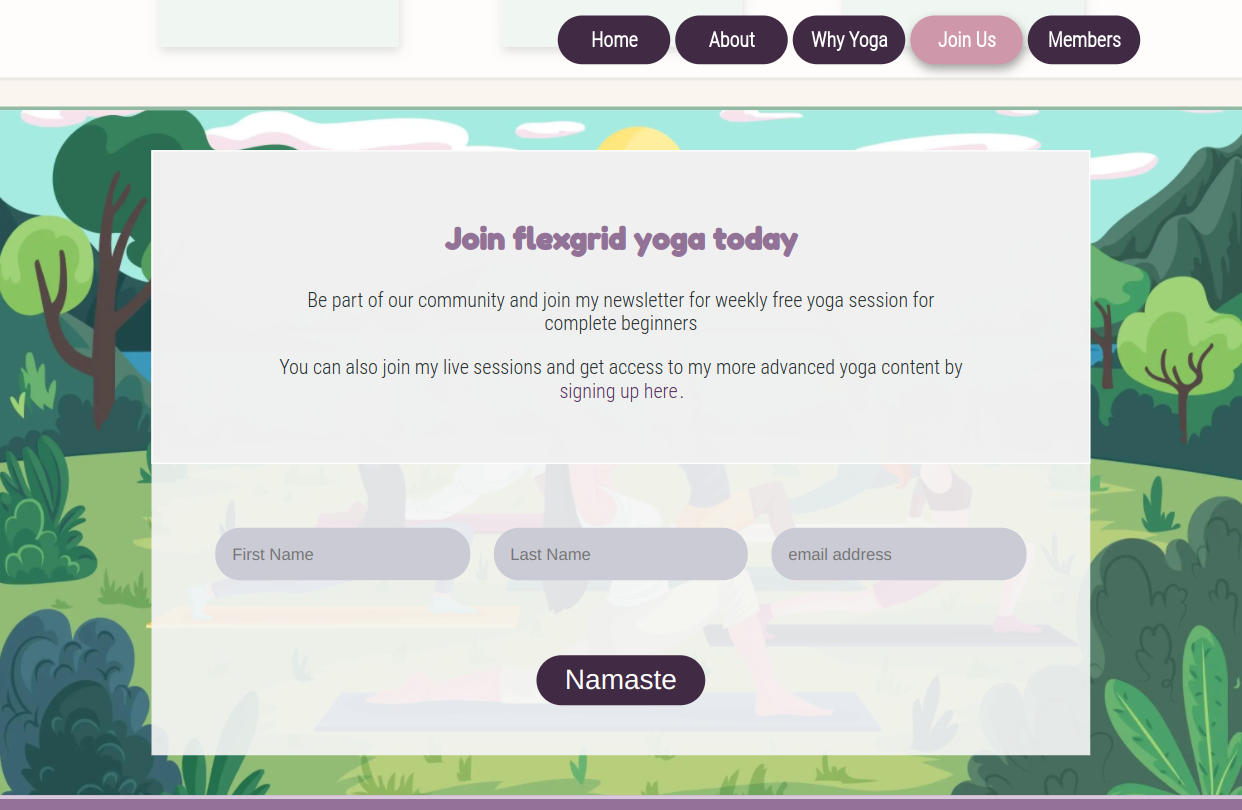 Home
About
Why Yoga
Join Us
Members
Join flexgrid yoga today
Be part of our community and join my newsletter for weekly free yoga session for
complete beginners
You can also join my live sessions and get access to my more advanced yoga content by
signing up here.
First Name
Last Name
email address
Namaste